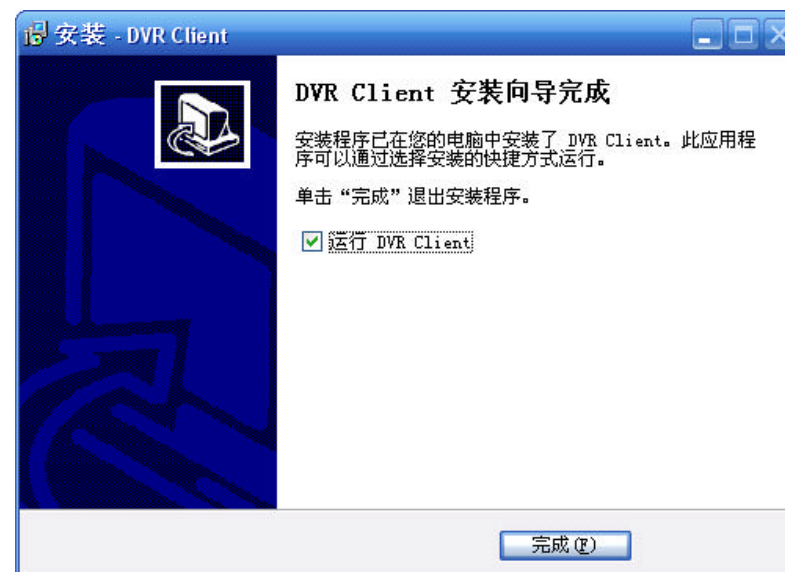 安装 - DVR Client
DVR Client 安装向导完成
安装程序已在您的电脑中安装了 DVR Client。此应用程
序可以通过选择安装的快捷方式运行。
单击“完成”退出安装程序。
运行 DVR Client
完成(F)